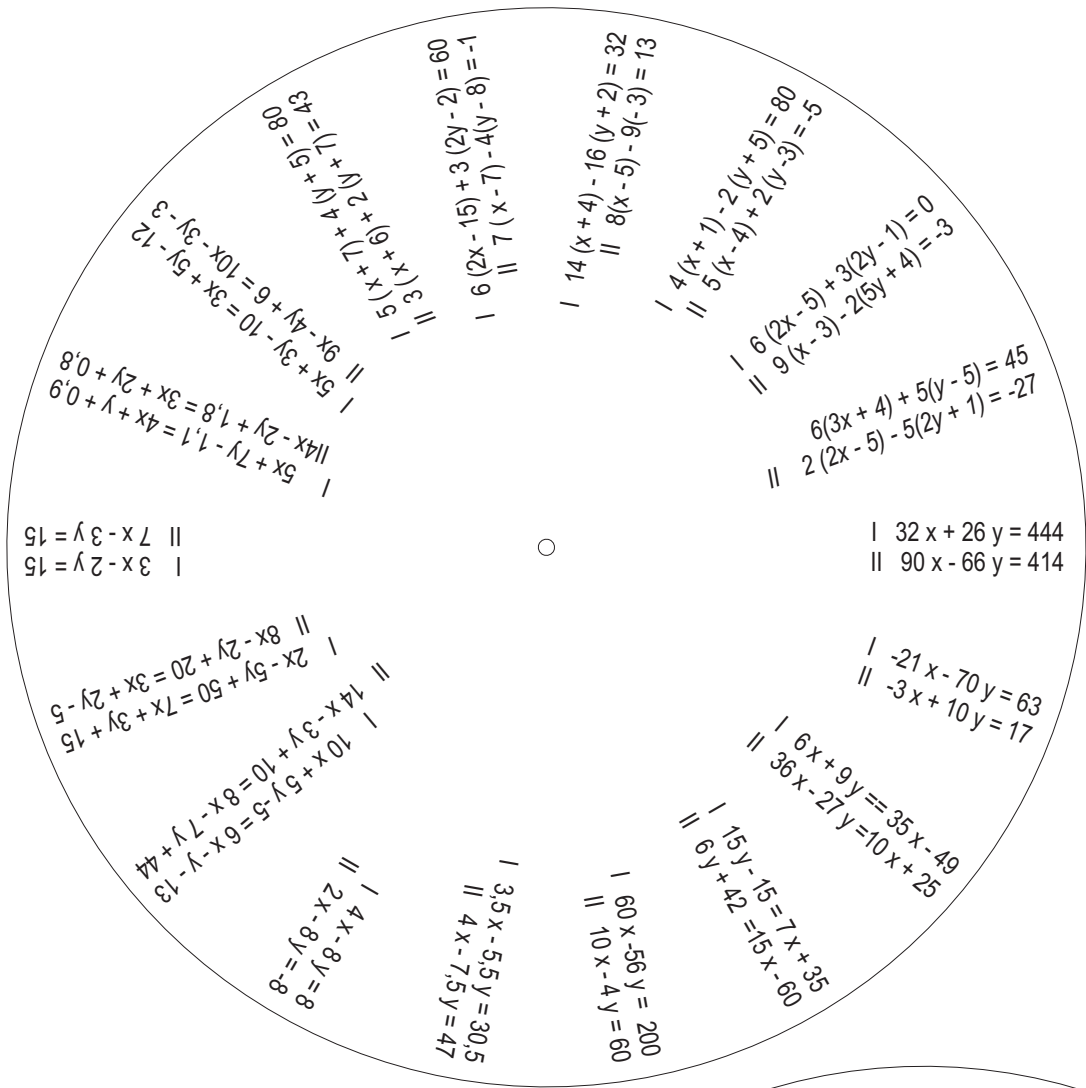 I 14 (x + 4) - 16 (y + 2) = 32
II 8(x - 5) - 9(- 3) = 13
I 4 (x + 1) - 2 (y + 5) = 80
II 5 (x - 4) + 2 (y -3) = -5
I 6 (2x - 5) + 3(2y - 1) = 0
II 9 (x - 3) - 2(5y + 4) = -3
6(3x + 4) + 5(y - 5) = 45
II 2 (2x - 5) - 5(2y + 1) = -27
I 32 x + 26 y = 444
II 90 x - 66 y = 414
I -21 x - 70 y = 63
II -3 x + 10 y = 17
I 6 x + 9 y == 35 x - 49
II 36 x - 27 y =10 x + 25
I 15 y - 15 = 7 x + 35
II 6 y + 42 =15 x - 60
I 60 x -56 y = 200
II 10 x - 4 y = 60
I 3,5 x - 5,5 y = 30,5
II 4 x - 7,5 y = 47
I 4 x - 8 y = 8
II 2 x - 8 y = -8
I 10 x + 5 y -5 = 6 x - y - 13
II 14 x - 3 y + 10 = 8 x - 7 y + 44
I 2x - 5y + 50 = 7x + 3y + 15
II 8x - 2y + 20 = 3x + 2y - 5
I 3 x - 2 y = 15
II 7 x - 3 y = 15
I 5x + 7y - 1,1 = 4x + y + 0,9
II4x - 2y + 1,8 = 3x + 2y + 0,8
I 5x + 3y - 10 = 3x + 5y - 12
II 9x - 4y + 6 = 10x - 3y - 3
I 5 ( x + 7) + 4 (y + 5) = 80
II 3 ( x + 6) + 2 (y + 7) = 43
I 6 (2x - 15) + 3 (2y - 2) = 60
II 7 ( x - 7) - 4(y - 8) = -1